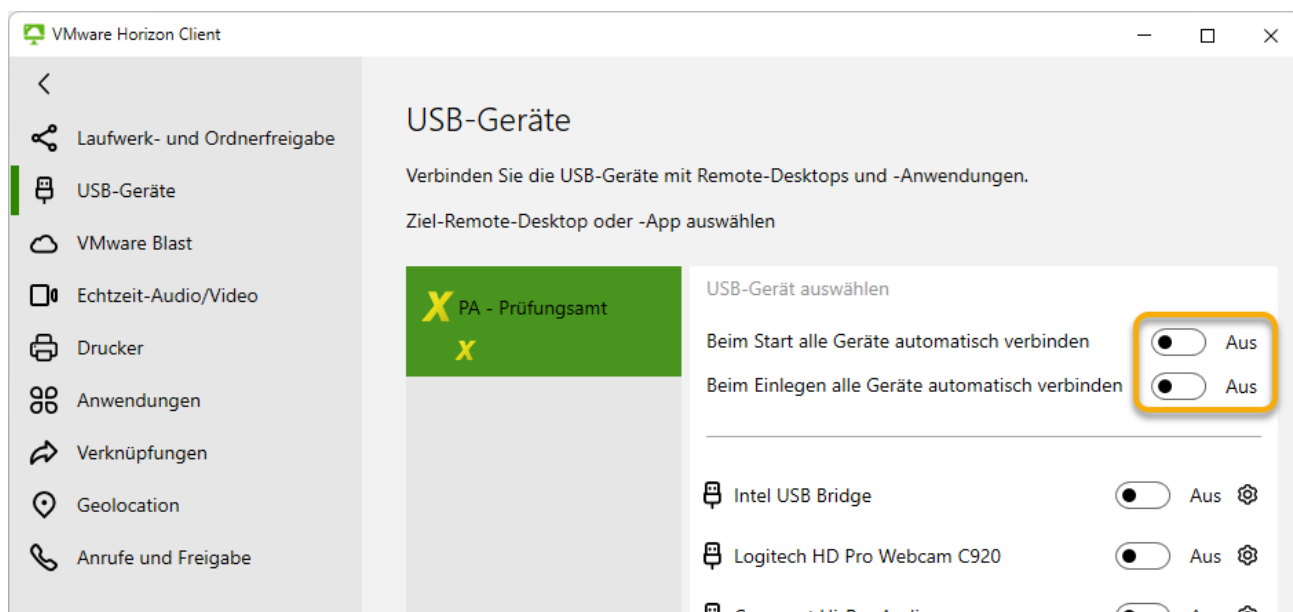 VMware Horizon Client
Laufwerk- und Ordnerfreigabe
USB-Geräte
VMware Blast
Echtzeit-Audio/Video
Drucker
Anwendungen
Verknüpfungen
Geolocation
Anrufe und Freigabe
USB-Geräte
Verbinden Sie die USB-Geräte mit Remote-Desktops und -Anwendungen.
Ziel-Remote-Desktop oder -App auswählen
X PA - Prüfungsamt
x
USB-Gerät auswählen
Beim Start alle Geräte automatisch verbinden Aus
Beim Einlegen alle Geräte automatisch verbinden Aus
Intel USB Bridge Aus
Logitech HD Pro Webcam C920 Aus